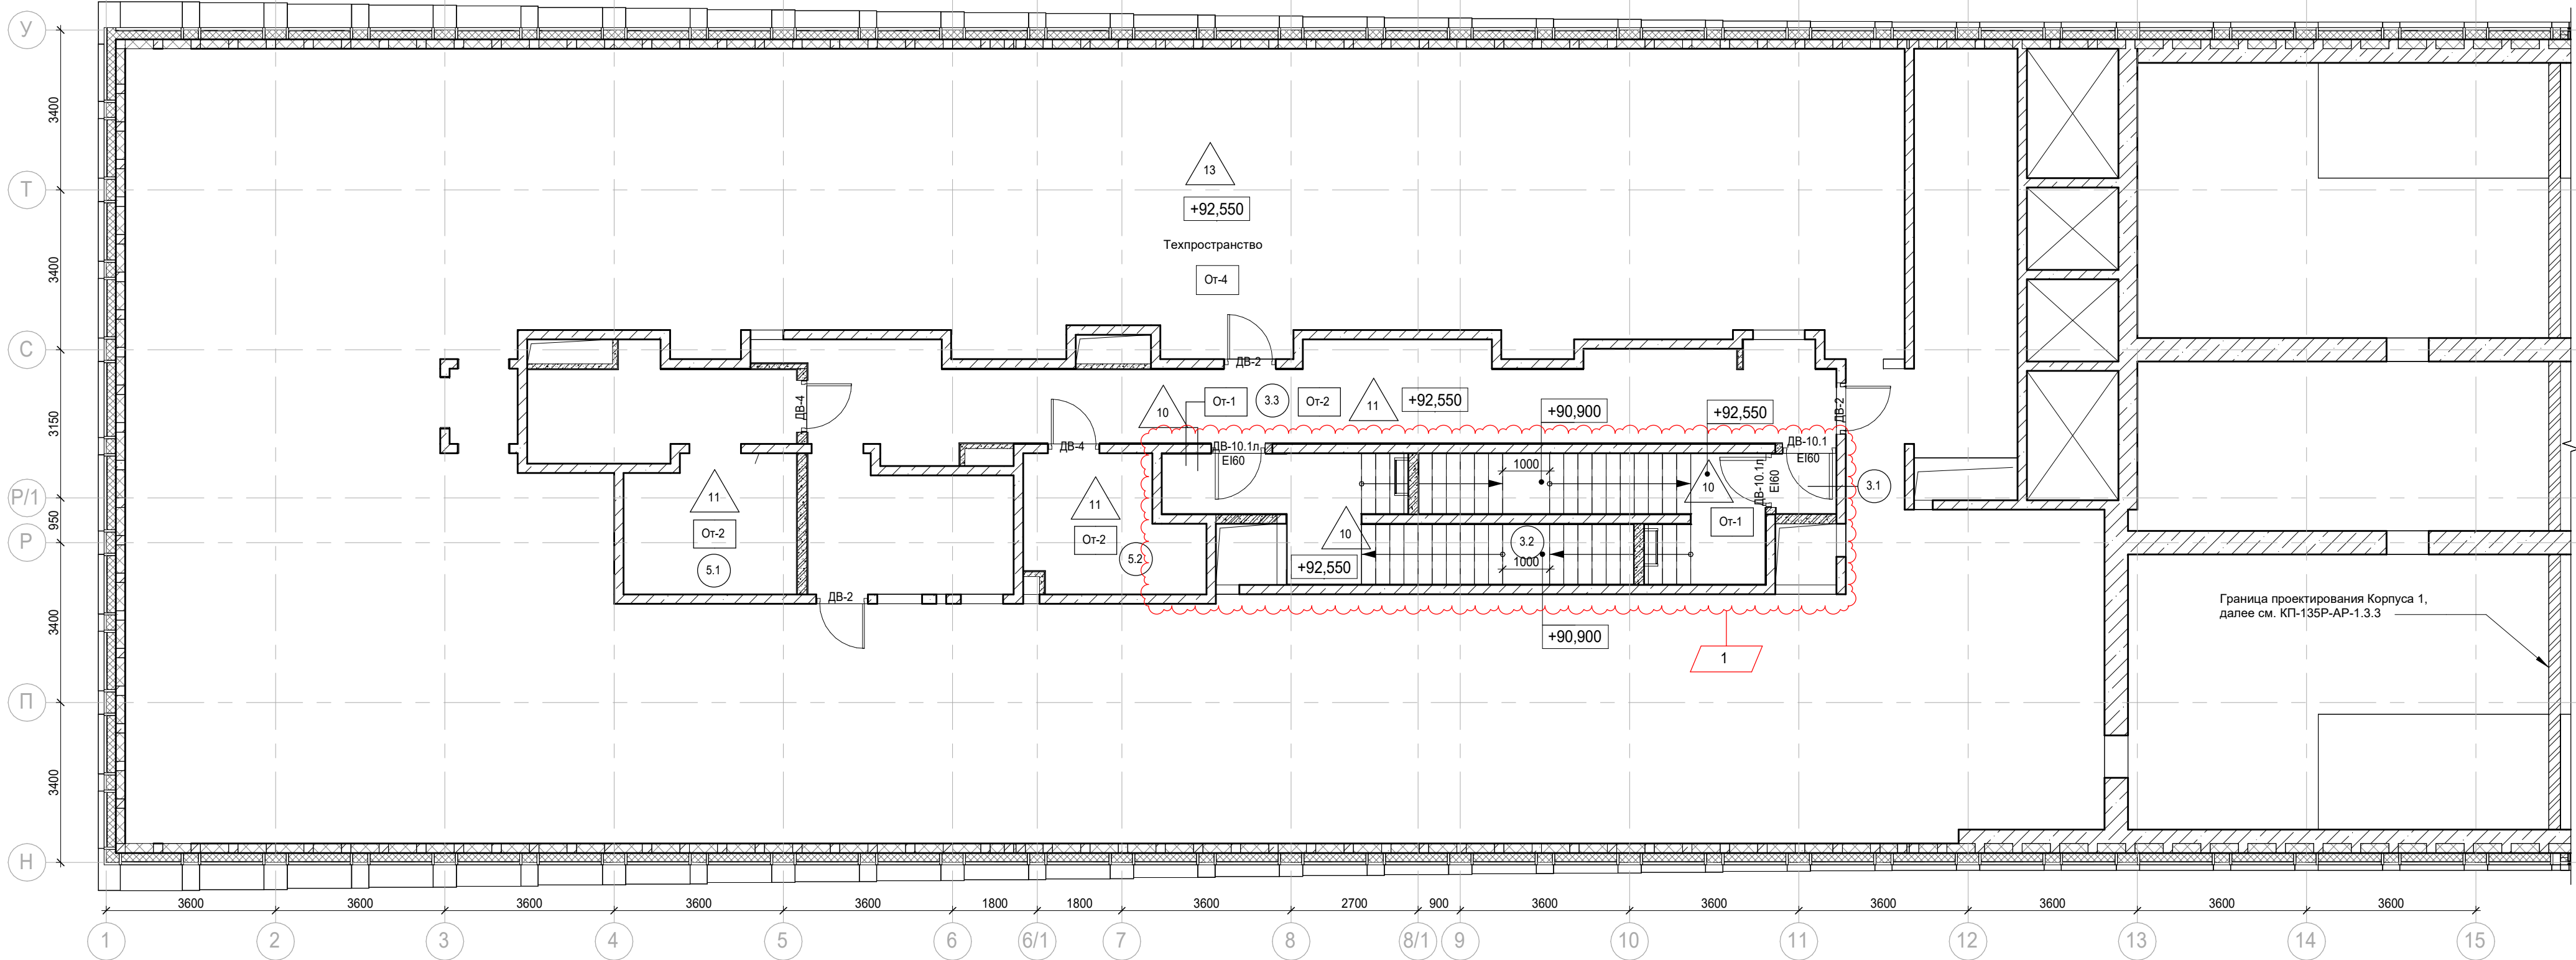 У
Т
С
Р/1
Р
П
Н
3400
3400
3150
950
3400
3400
13
+92,550
Техпространство
От-4
ДВ-2
10
От-1
3.3
От-2
11
+92,550
+90,900
+92,550
ДВ-4
ДВ-4
ДВ-10.1л
EI60
ДВ-10.1
EI60
ДВ-2
1000
10
ДВ-10.1л
EI60
3.1
11
От-2
5.1
11
От-2
5.2
10
+92,550
3.2
1000
От-1
ДВ-2
+90,900
1
Граница проектирования Корпуса 1,
далее см. КП-135Р-АР-1.3.3
3600
3600
3600
3600
3600
1800
1800
3600
2700
900
3600
3600
3600
3600
3600
3600
1
2
3
4
5
6
6/1
7
8
8/1
9
10
11
12
13
14
15